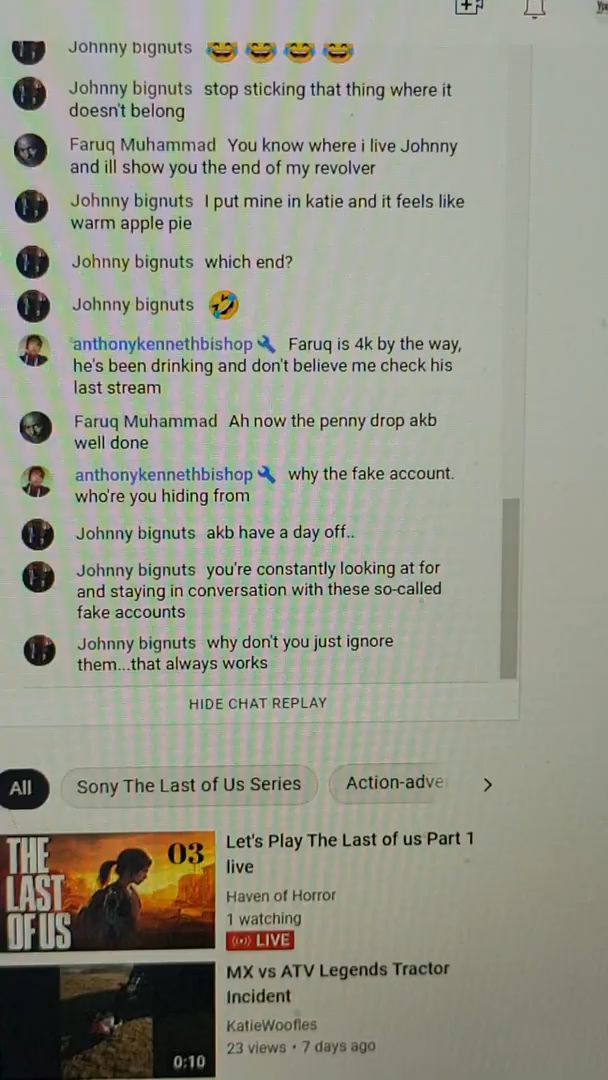 Johnny bignuts 😂😂😂😂
Johnny bignuts stop sticking that thing where it
doesn't belong
Faruq Muhammad You know where i live Johnny
and ill show you the end of my revolver
Johnny bignuts I put mine in katie and it feels like
warm apple pie
Johnny bignuts which end?
Johnny bignuts 🤣
anthonykennethbishop 🔧 Faruq is 4k by the way,
he's been drinking and don't believe me check his
last stream
Faruq Muhammad Ah now the penny drop akb
well done
anthonykennethbishop 🔧 why the fake account.
who're you hiding from
Johnny bignuts akb have a day off..
Johnny bignuts you're constantly looking at for
and staying in conversation with these so-called
fake accounts
Johnny bignuts why don't you just ignore
them...that always works
HIDE CHAT REPLAY
All Sony The Last of Us Series Action-adve
THE
LAST
OF US
03
Let's Play The Last of us Part 1
live
Haven of Horror
1 watching
LIVE
MX vs ATV Legends Tractor
Incident
KatieWoofles
23 views • 7 days ago
0:10